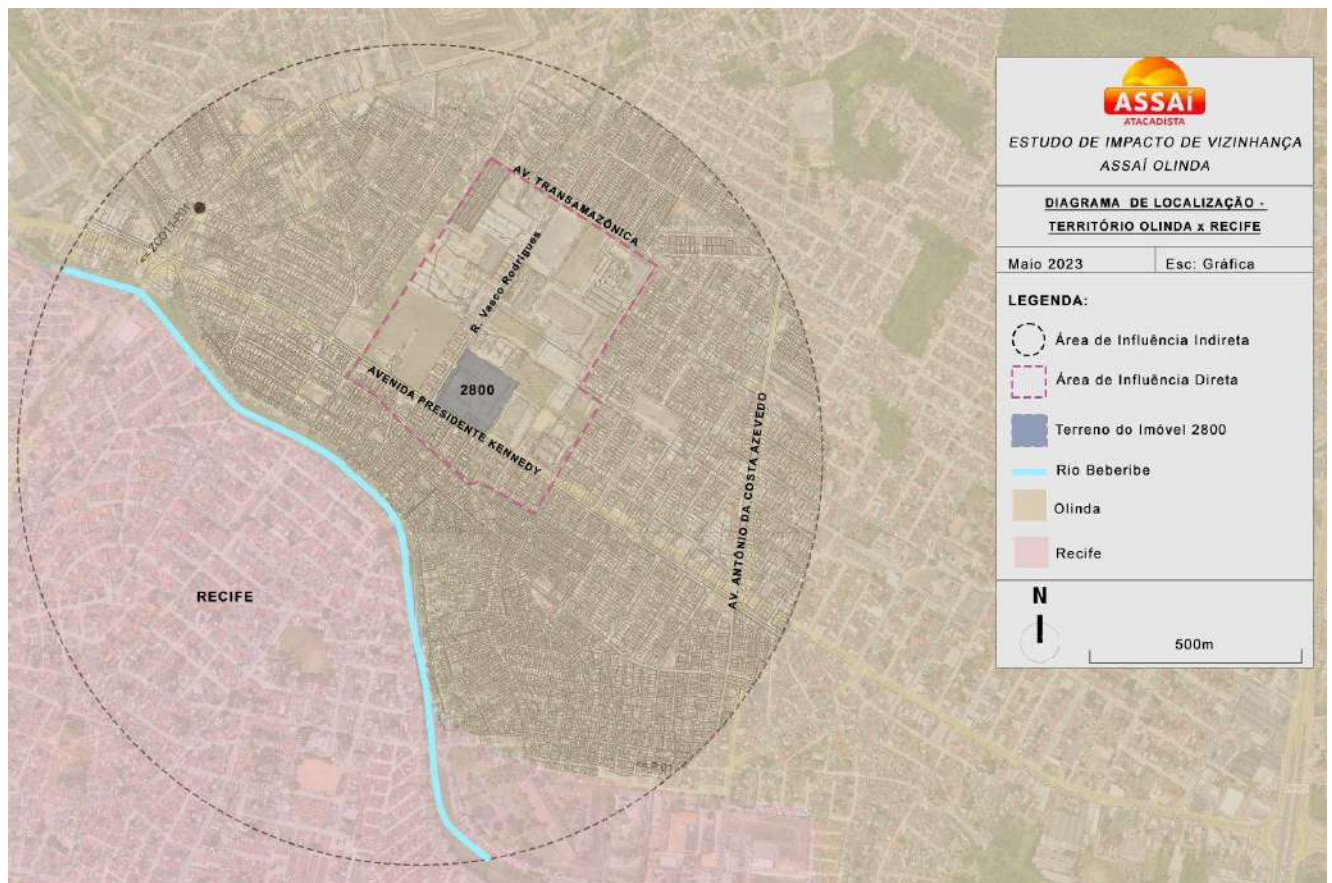 AV. TRANSAMAZÔNICA
R. Vasco Rodrigues
2800
AVENIDA PRESIDENTE KENNEDY
AV. ANTÔNIO DA COSTA AZEVEDO
RECIFE
ASSAÍ
ATACADISTA
ESTUDO DE IMPACTO DE VIZINHANÇA
ASSAÍ OLINDA
DIAGRAMA DE LOCALIZAÇÃO -
TERRITÓRIO OLINDA x RECIFE
Maio 2023
Esc: Gráfica
LEGENDA:
Área de Influência Indireta
Área de Influência Direta
Terreno do Imóvel 2800
Rio Beberibe
Olinda
Recife
N
500m